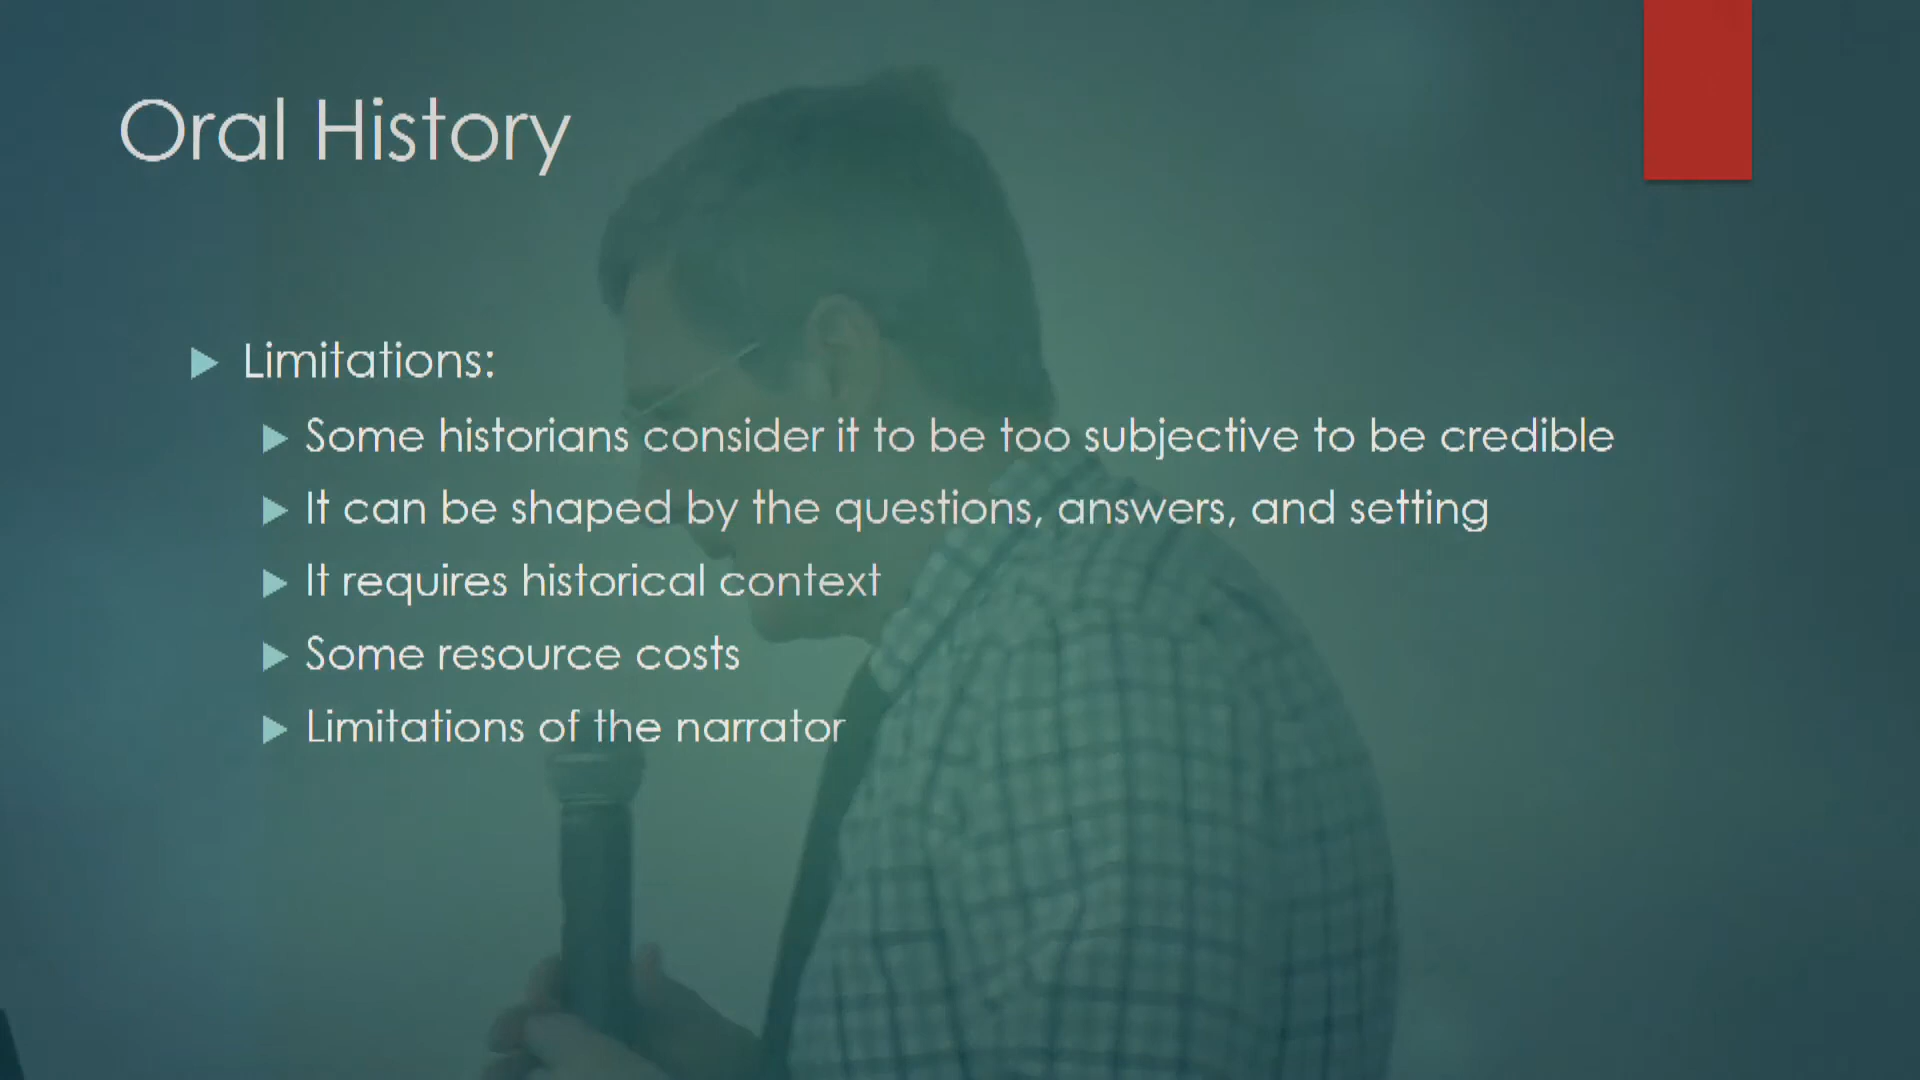 Oral History
Limitations:
Some historians consider it to be too subjective to be credible
It can be shaped by the questions, answers, and setting
It requires historical context
Some resource costs
Limitations of the narrator